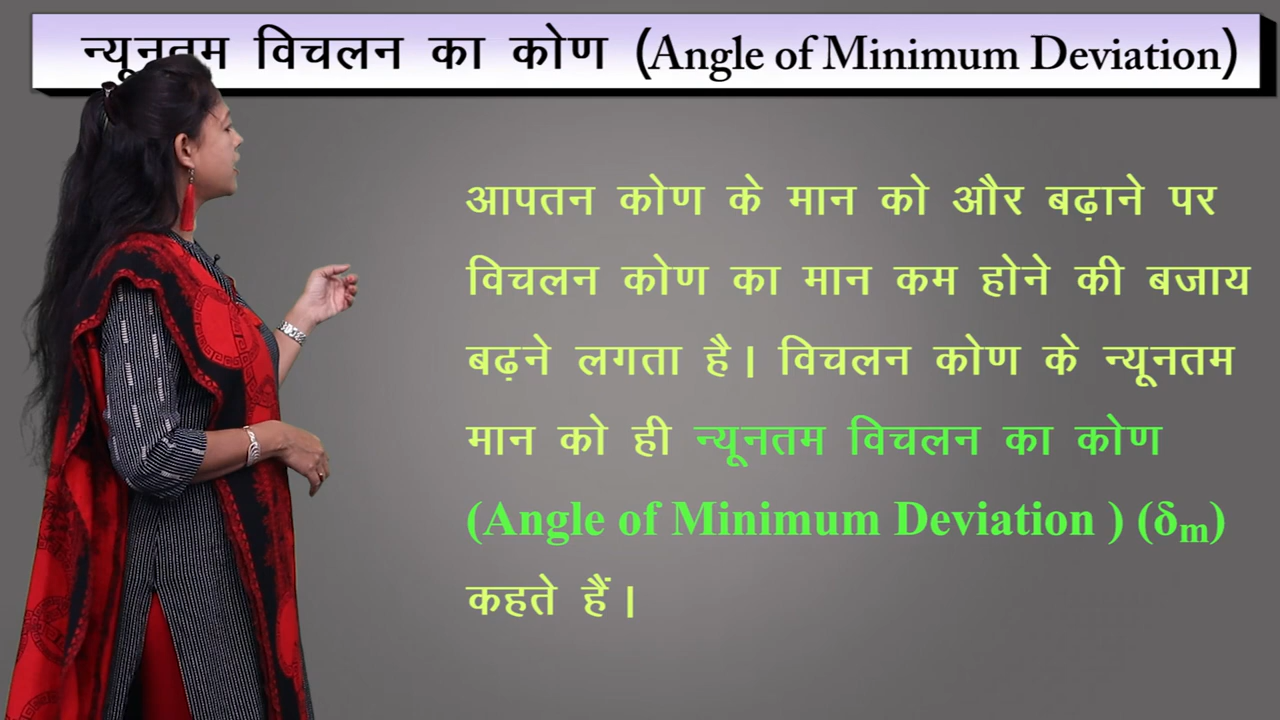 न्यूनतम विचलन का कोण (Angle of Minimum Deviation)
आपतन कोण के मान को और बढ़ाने पर
विचलन कोण का मान कम होने की बजाय
बढ़ने लगता है। विचलन कोण के न्यूनतम
मान को ही न्यूनतम विचलन का कोण
(Angle of Minimum Deviation ) (δₘ)
कहते हैं।